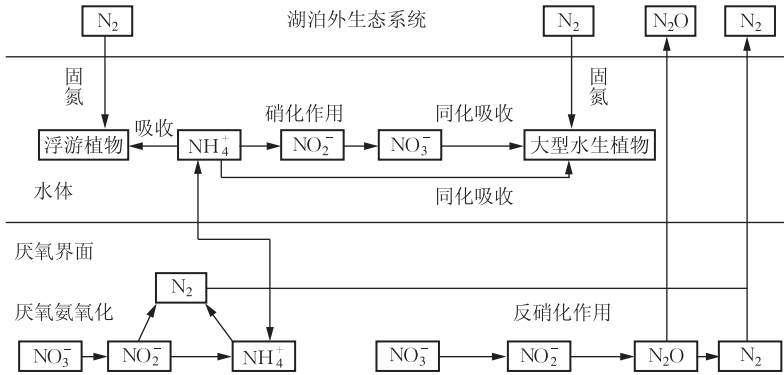 N₂ 湖泊外生态系统 N₂ N₂O N₂
固氮 固氮
硝化作用 同化吸收
吸收
浮游植物 NH₄⁺ NO₂⁻ NO₃⁻ 大型水生植物
水体 同化吸收
厌氧界面
N₂
厌氧氨氧化 反硝化作用
NO₃⁻ NO₂⁻ NH₄⁺ NO₃⁻ NO₂⁻ N₂O N₂